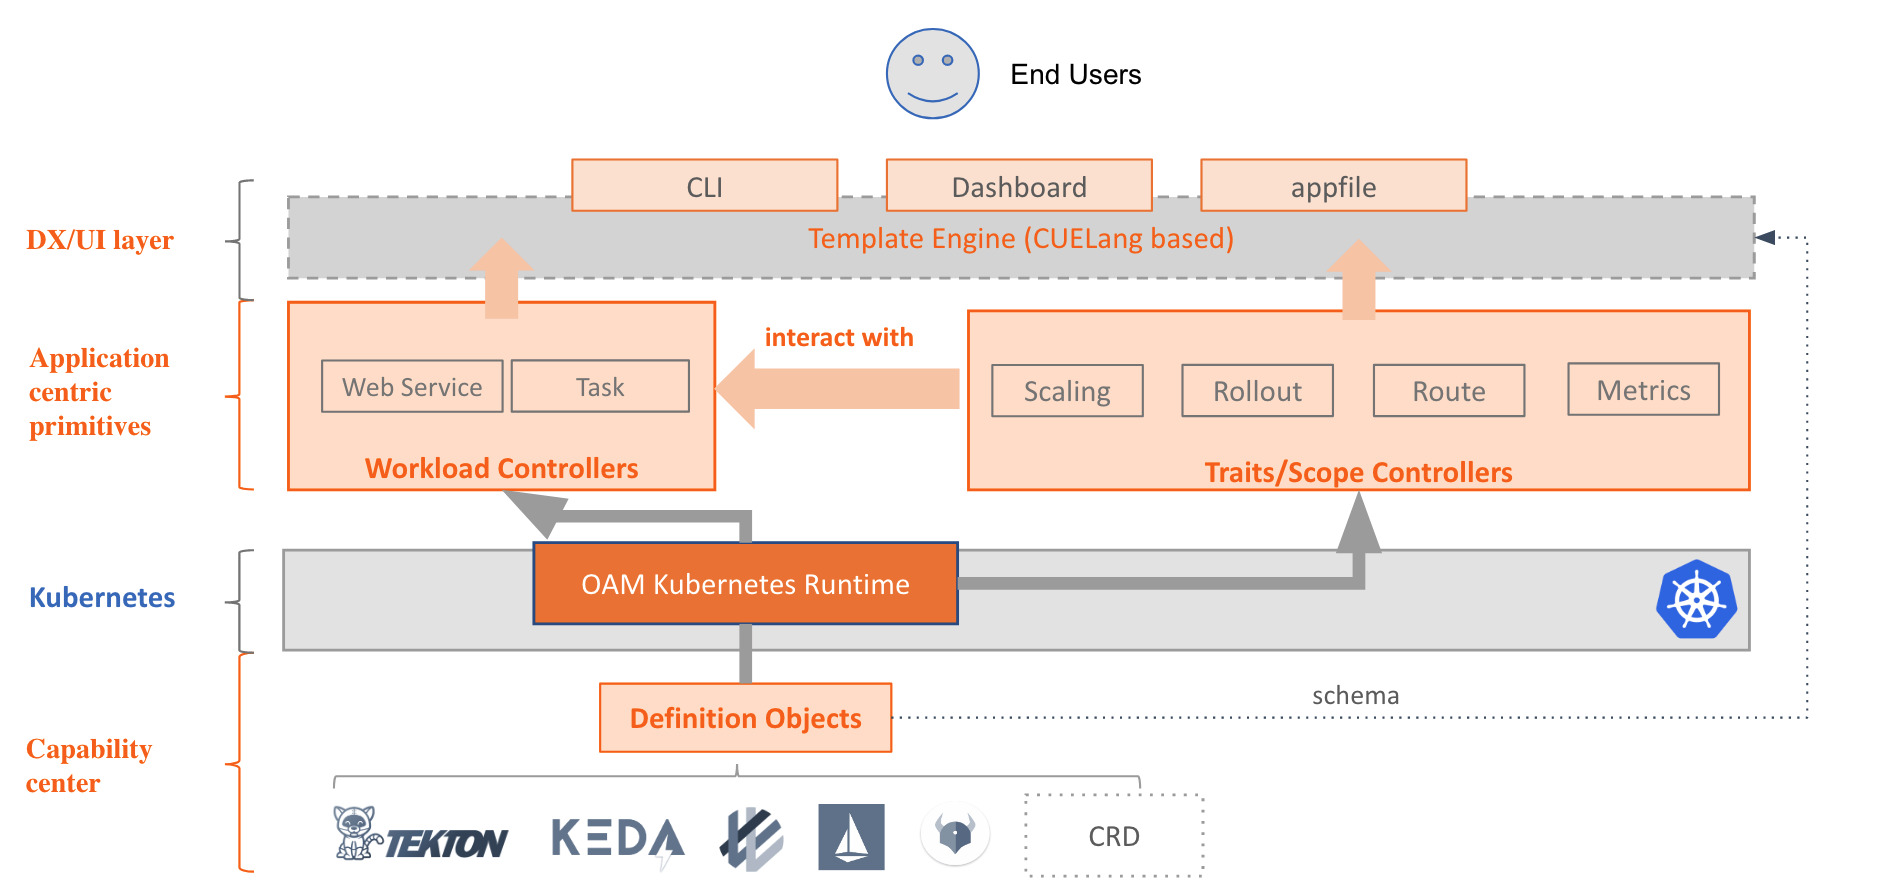 End Users
CLI
Dashboard
appfile
DX/UI layer
Template Engine (CUELang based)
Application
centric
primitives
interact with
Web Service
Task
Scaling
Rollout
Route
Metrics
Workload Controllers
Traits/Scope Controllers
Kubernetes
OAM Kubernetes Runtime
schema
Definition Objects
Capability
center
TEKTON
KEDA
CRD